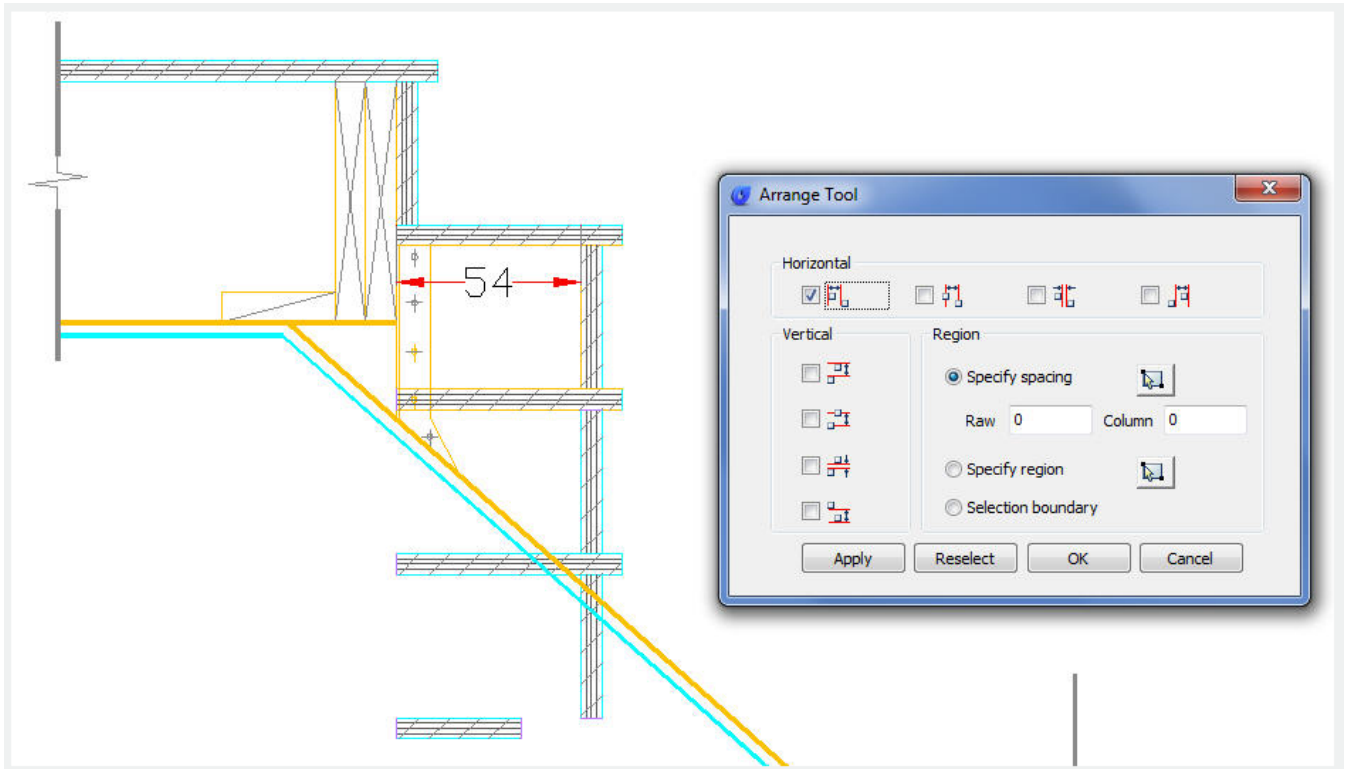 54
Arrange Tool
Horizontal
Vertical
Region
Specify spacing
Raw 0 Column 0
Specify region
Selection boundary
Apply Reselect OK Cancel